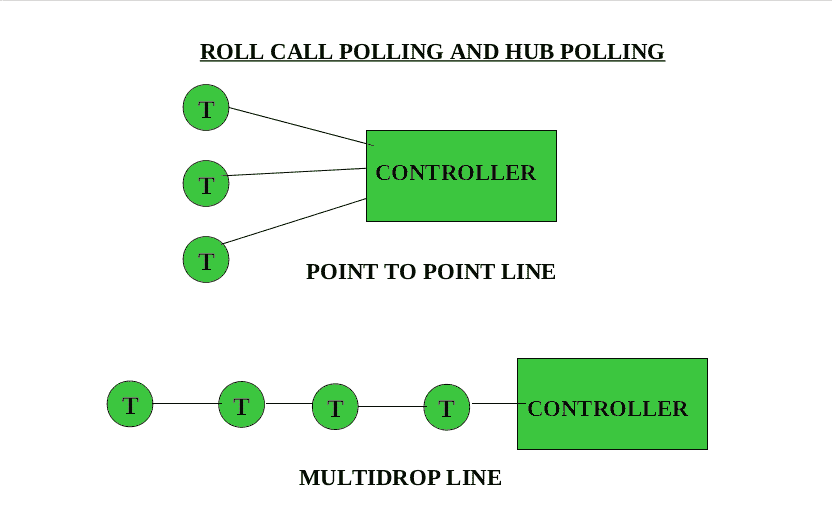 ROLL CALL POLLING AND HUB POLLING
T
T
CONTROLLER
T
POINT TO POINT LINE
T T T T CONTROLLER
MULTIDROP LINE